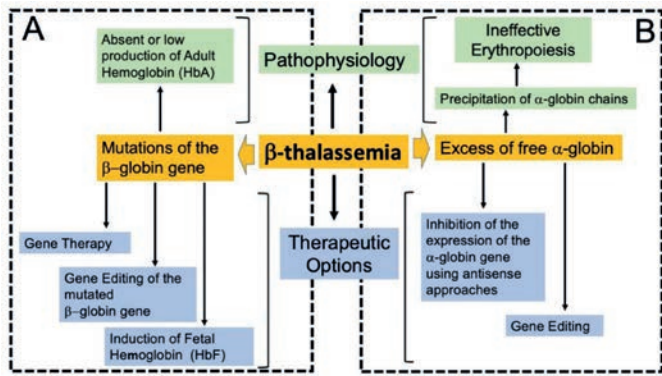 A
Absent or low
production of Adult
Hemoglobin (HbA)
Mutations of the
β–globin gene
Gene Therapy
Gene Editing of the
mutated
β-globin gene
Induction of Fetal
Hemoglobin (HbF)
Pathophysiology
β-thalassemia
Therapeutic
Options
B
Ineffective
Erythropoiesis
Precipitation of α-globin chains
Excess of free α-globin
Inhibition of the
expression of the
α-globin gene
using antisense
approaches
Gene Editing